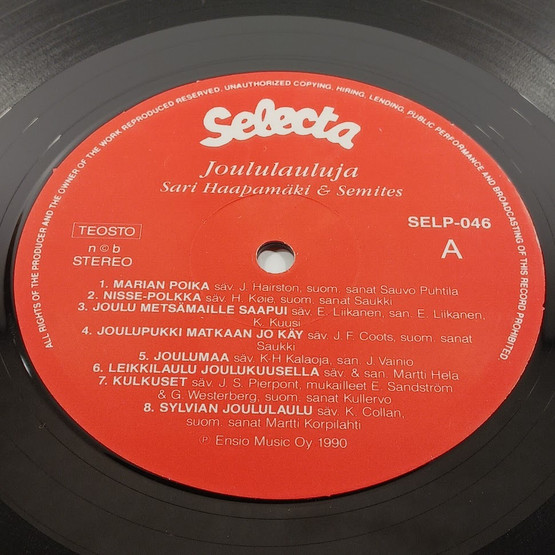 ALL RIGHTS OF THE PRODUCER AND THE OWNER OF THE WORK REPRODUCED RESERVED. UNAUTHORIZED COPYING, HIRING, LENDING, PUBLIC PERFORMANCE AND BROADCASTING OF THIS RECORD PROHIBITED
Selecta
Joululauluja
Sari Haapamäki & Semites
SELP-046
TEOSTO
n©b
STEREO
A
1. MARIAN POIKA säv. J. Hairston, suom. sanat Sauvo Puhtila
2. NISSE-POLKKA säv. H. Køie, suom. sanat Saukki
3. JOULU METSÄMAILLE SAAPUI säv. E. Liikanen, san. E. Liikanen,
K. Kuusi
4. JOULUPUKKI MATKAAN JO KÄY säv. J. F. Coots, suom. sanat
Saukki
5. JOULUMAA säv. K-H Kalaoja, san. J. Vainio
6. LEIKKILAULU JOULUKUUSELLA säv. & san. Martti Hela
7. KULKUSET säv. J. S. Pierpont, mukailleet E. Sandström
& G. Westerberg, suom. sanat Kullervo
8. SYLVIAN JOULULAULU säv. K. Collan,
suom. sanat Martti Korpilahti
℗ Ensio Music Oy 1990